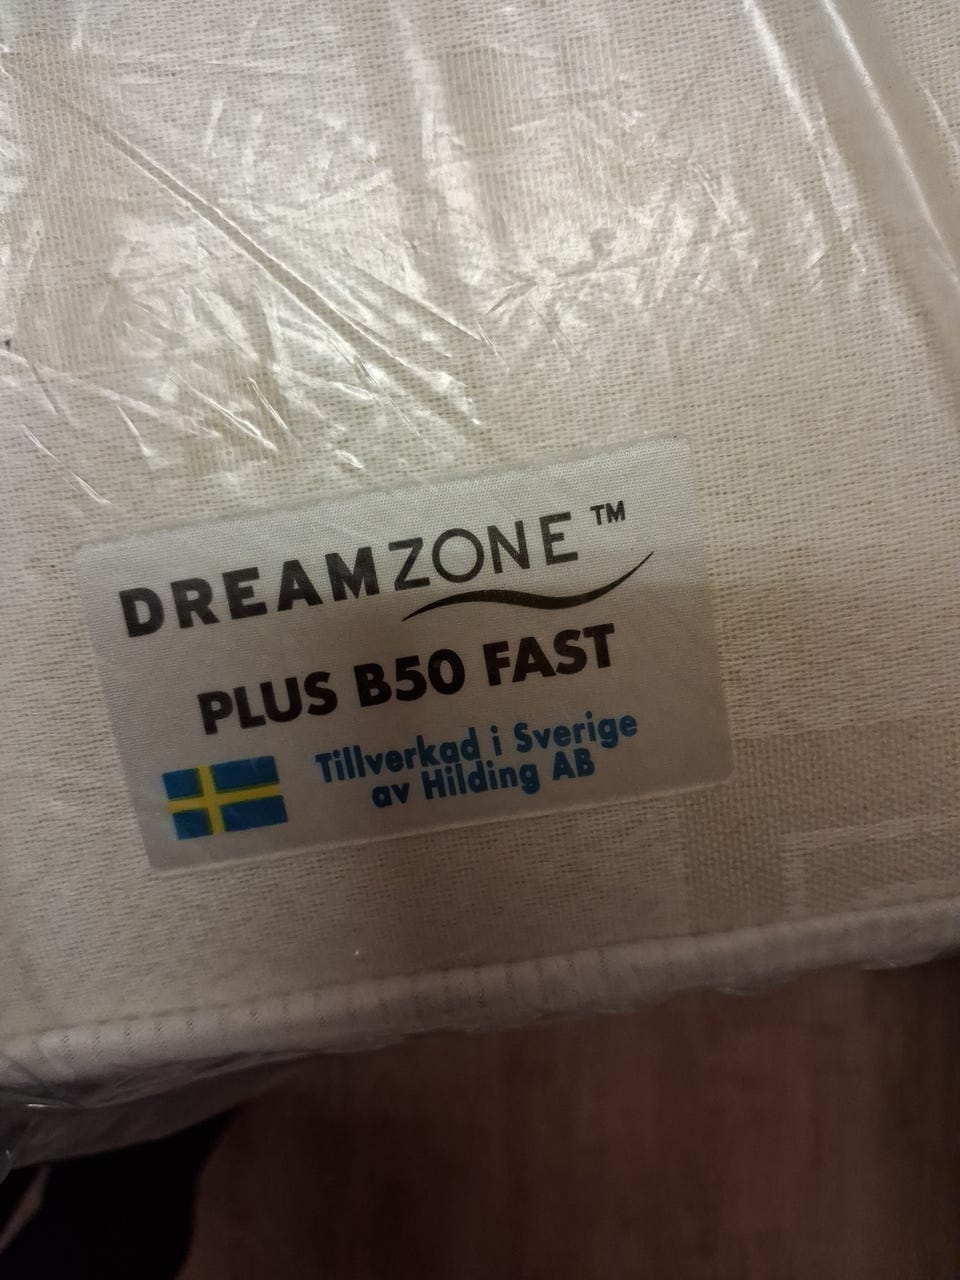 DREAMZONE™
PLUS B50 FAST
Tillverkad i Sverige
av Hilding AB